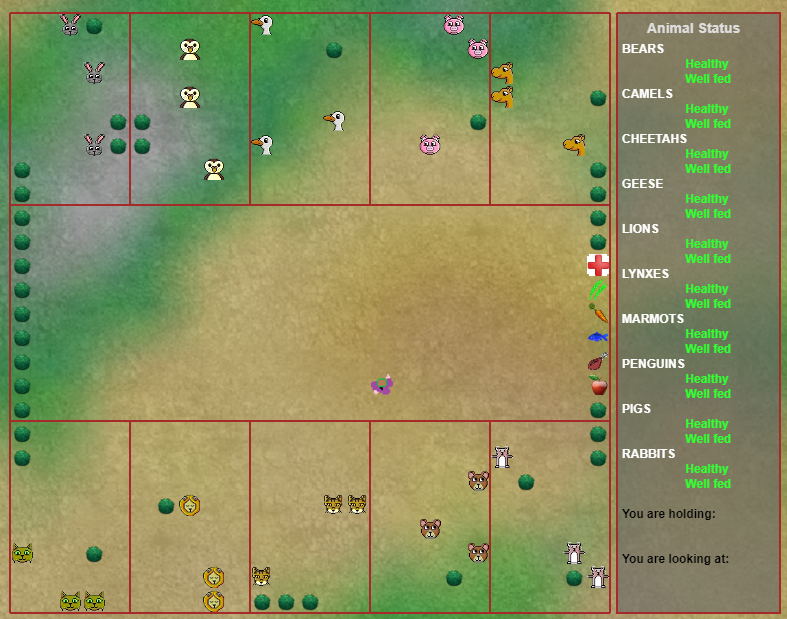 Animal Status
BEARS
Healthy
Well fed
CAMELS
Healthy
Well fed
CHEETAHS
Healthy
Well fed
GEESE
Healthy
Well fed
LIONS
Healthy
Well fed
LYNXES
Healthy
Well fed
MARMOTS
Healthy
Well fed
PENGUINS
Healthy
Well fed
PIGS
Healthy
Well fed
RABBITS
Healthy
Well fed
You are holding:
You are looking at: